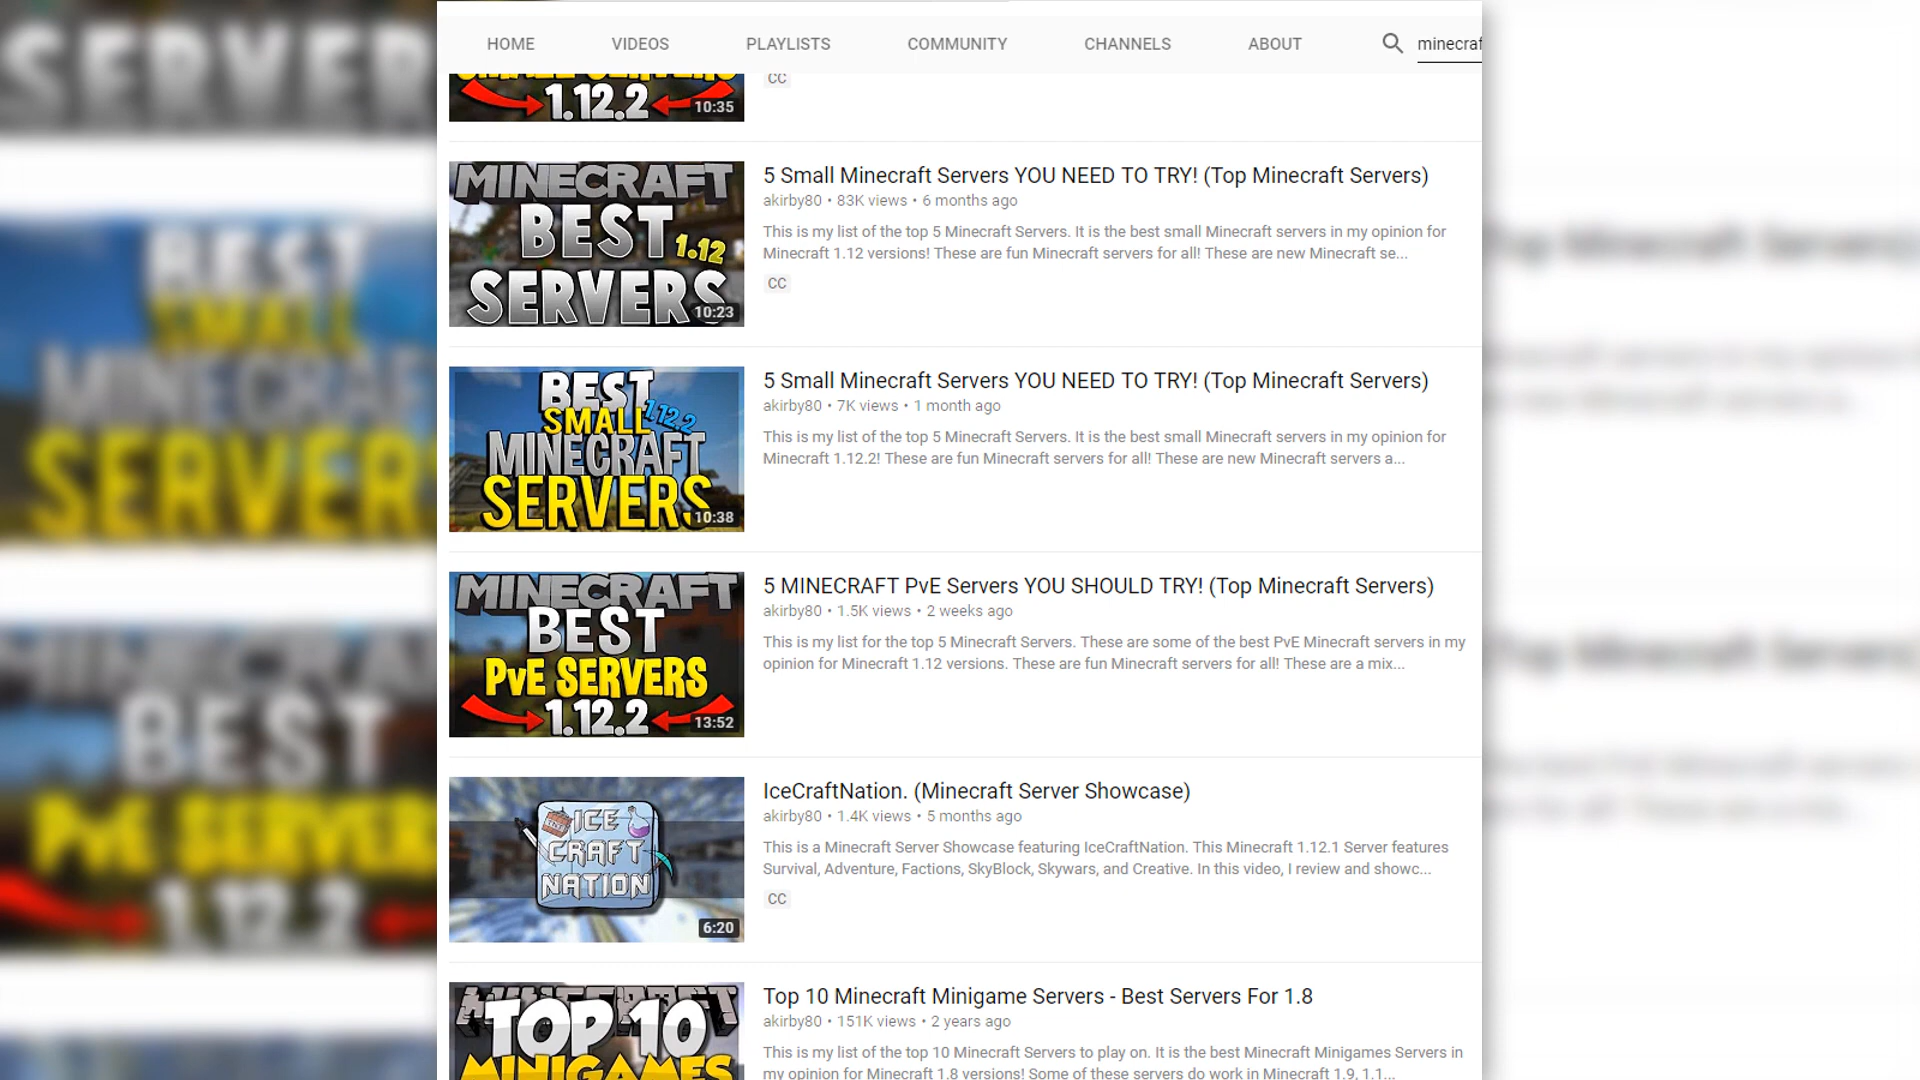 HOME VIDEOS PLAYLISTS COMMUNITY CHANNELS ABOUT minecraf
1.12.2
10:35
CC
MINECRAFT
BEST
1.12
SERVERS
10:23
5 Small Minecraft Servers YOU NEED TO TRY! (Top Minecraft Servers)
akirby80 • 83K views • 6 months ago
This is my list of the top 5 Minecraft Servers. It is the best small Minecraft servers in my opinion for
Minecraft 1.12 versions! These are fun Minecraft servers for all! These are new Minecraft se...
CC
BEST
SMALL
1.12.2
MINECRAFT
SERVERS
10:38
5 Small Minecraft Servers YOU NEED TO TRY! (Top Minecraft Servers)
akirby80 • 7K views • 1 month ago
This is my list of the top 5 Minecraft Servers. It is the best small Minecraft servers in my opinion for
Minecraft 1.12.2! These are fun Minecraft servers for all! These are new Minecraft servers a...
MINECRAFT
BEST
PvE SERVERS
1.12.2
13:52
5 MINECRAFT PvE Servers YOU SHOULD TRY! (Top Minecraft Servers)
akirby80 • 1.5K views • 2 weeks ago
This is my list for the top 5 Minecraft Servers. These are some of the best PvE Minecraft servers in my
opinion for Minecraft 1.12 versions. These are fun Minecraft servers for all! These are a mix...
ICE
CRAFT
NATION
6:20
IceCraftNation. (Minecraft Server Showcase)
akirby80 • 1.4K views • 5 months ago
This is a Minecraft Server Showcase featuring IceCraftNation. This Minecraft 1.12.1 Server features
Survival, Adventure, Factions, SkyBlock, Skywars, and Creative. In this video, I review and showc...
CC
MINECRAFT
TOP 10
MINIGAMES
Top 10 Minecraft Minigame Servers - Best Servers For 1.8
akirby80 • 151K views • 2 years ago
This is my list of the top 10 Minecraft Servers to play on. It is the best Minecraft Minigames Servers in
my opinion for Minecraft 1.8 versions! Some of these servers do work in Minecraft 1.9, 1.1...